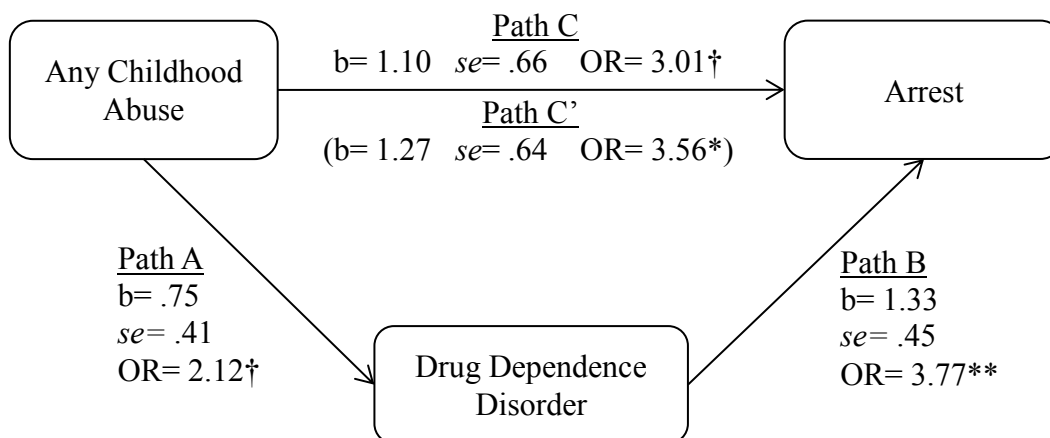 Path C
b= 1.10 se= .66 OR= 3.01†
Any Childhood
Abuse
Arrest
Path C’
(b= 1.27 se= .64 OR= 3.56*)
Path A
b= .75
se= .41
OR= 2.12†
Path B
b= 1.33
se= .45
OR= 3.77**
Drug Dependence
Disorder